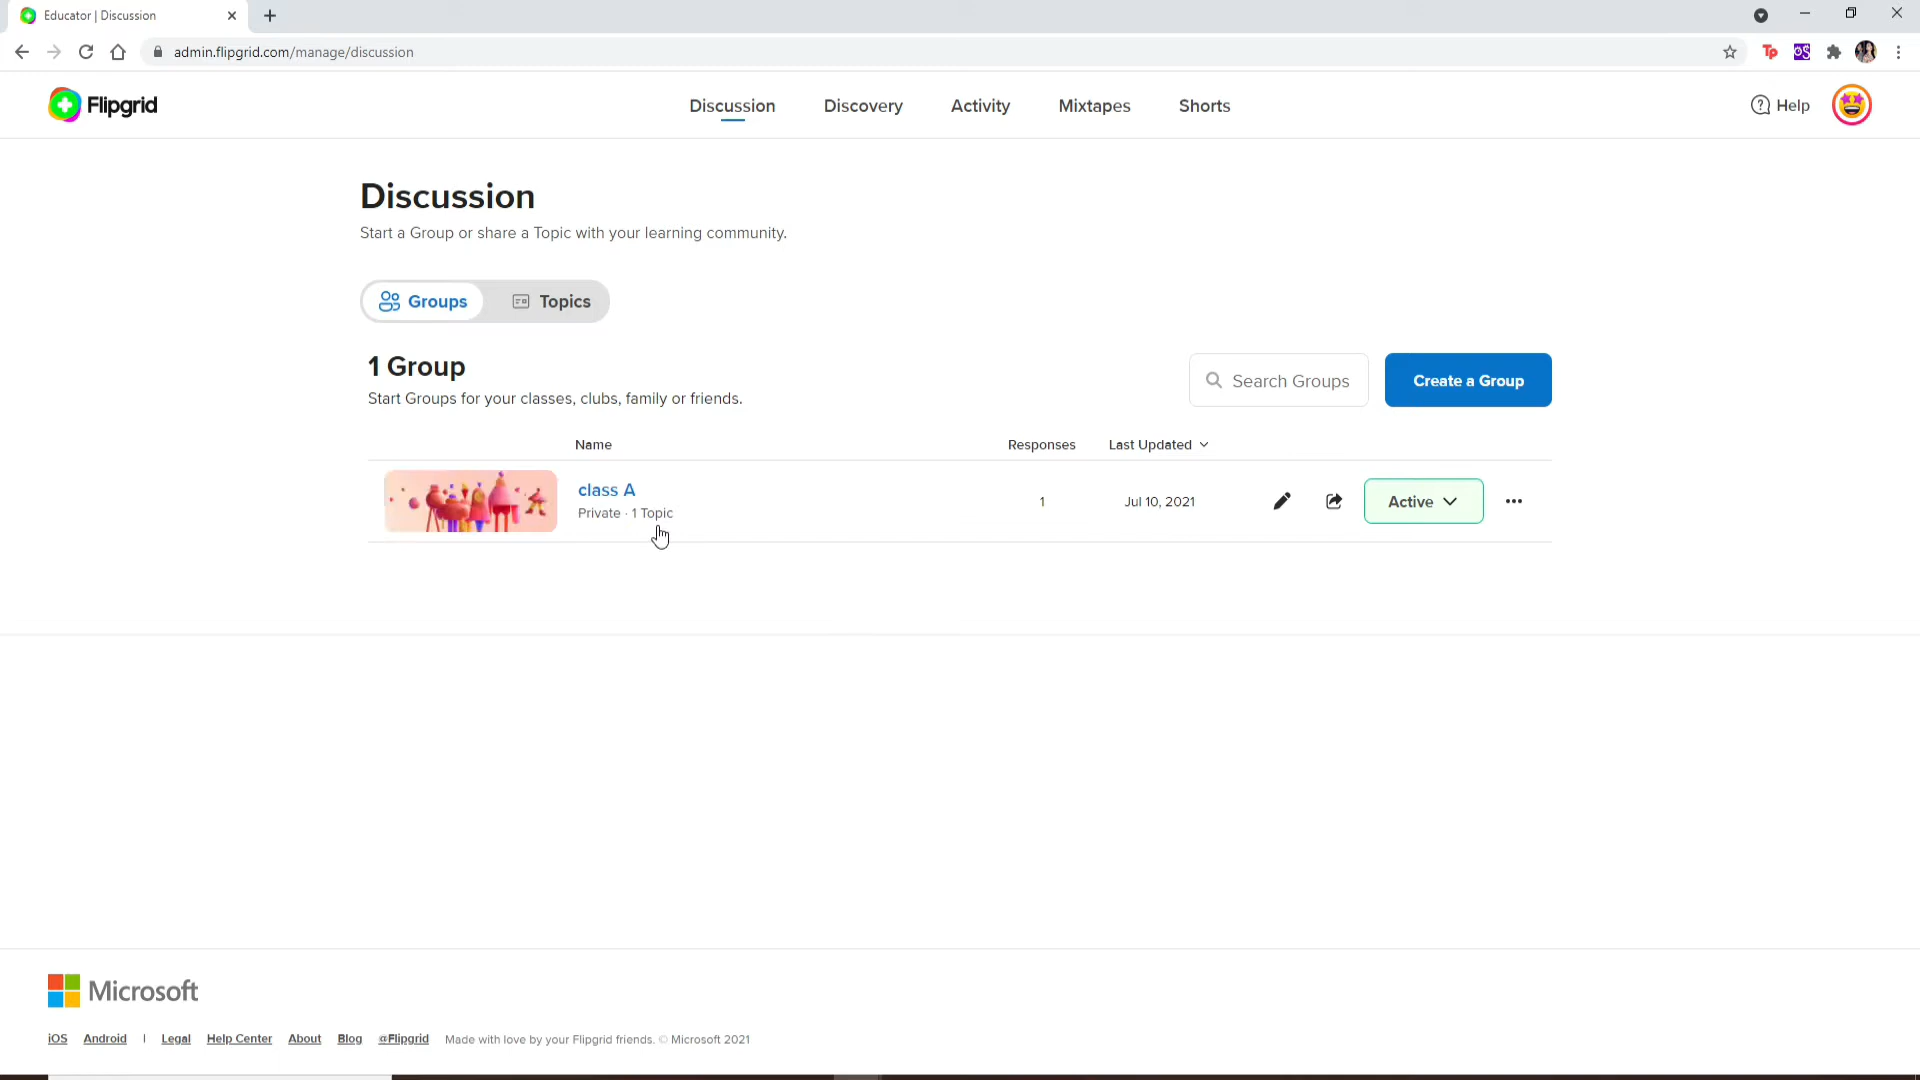 Educator | Discussion
admin.flipgrid.com/manage/discussion
Tp
Flipgrid
Discussion
Discovery
Activity
Mixtapes
Shorts
Help
Discussion
Start a Group or share a Topic with your learning community.
Groups
Topics
1 Group
Start Groups for your classes, clubs, family or friends.
Search Groups
Create a Group
Name
Responses
Last Updated
class A
Private · 1 Topic
1
Jul 10, 2021
Active
Microsoft
iOS
Android
|
Legal
Help Center
About
Blog
@Flipgrid
Made with love by your Flipgrid friends. © Microsoft 2021